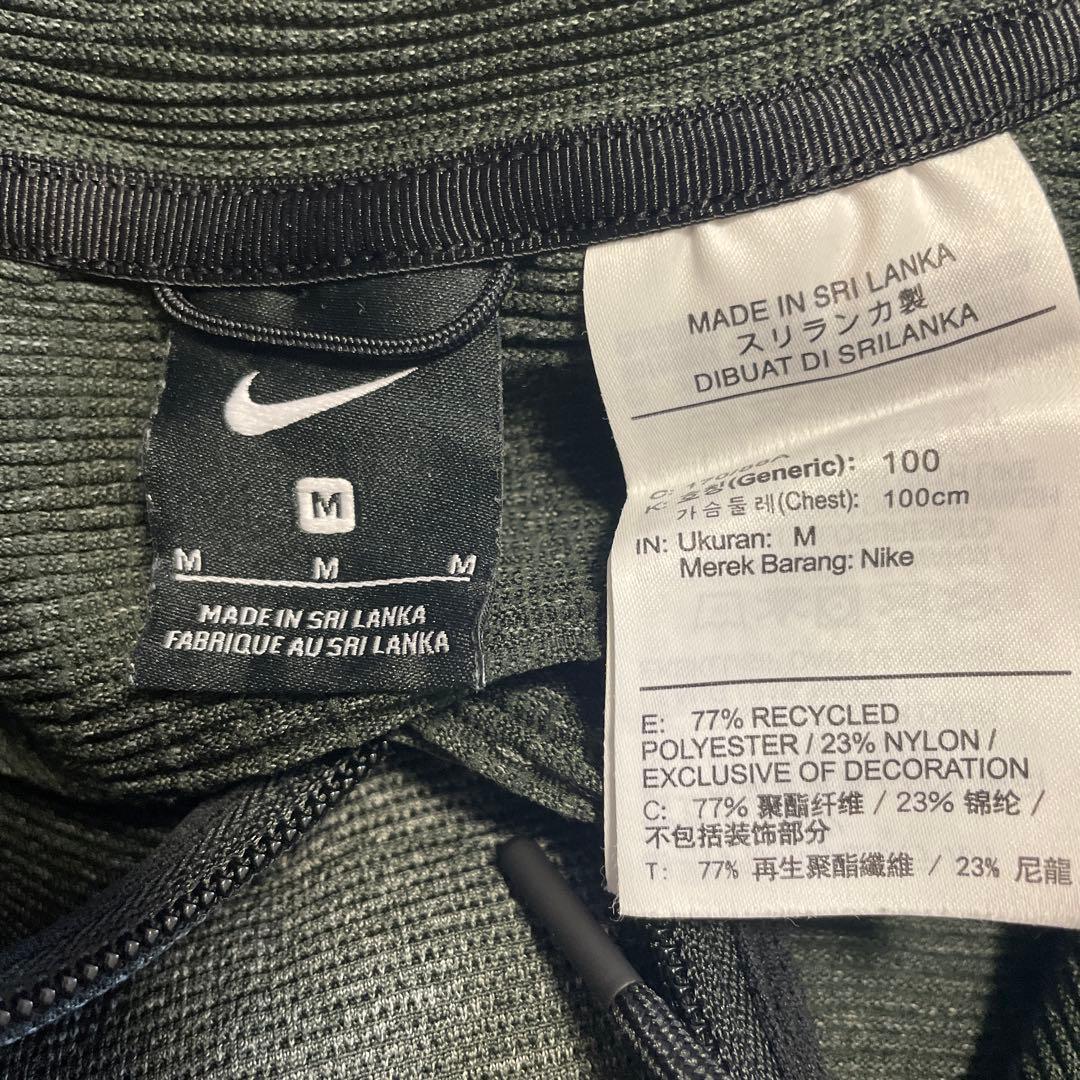 M
M M M
MADE IN SRI LANKA
FABRIQUE AU SRI LANKA
MADE IN SRI LANKA
スリランカ製
DIBUAT DI SRILANKA
(Generic): 100
K: 가슴둘레(Chest): 100cm
IN: Ukuran: M
Merek Barang: Nike
E: 77% RECYCLED
POLYESTER / 23% NYLON /
EXCLUSIVE OF DECORATION
C: 77% 聚酯纤维 / 23% 锦纶 /
不包括装饰部分
T: 77% 再生聚酯纖維 / 23% 尼龍